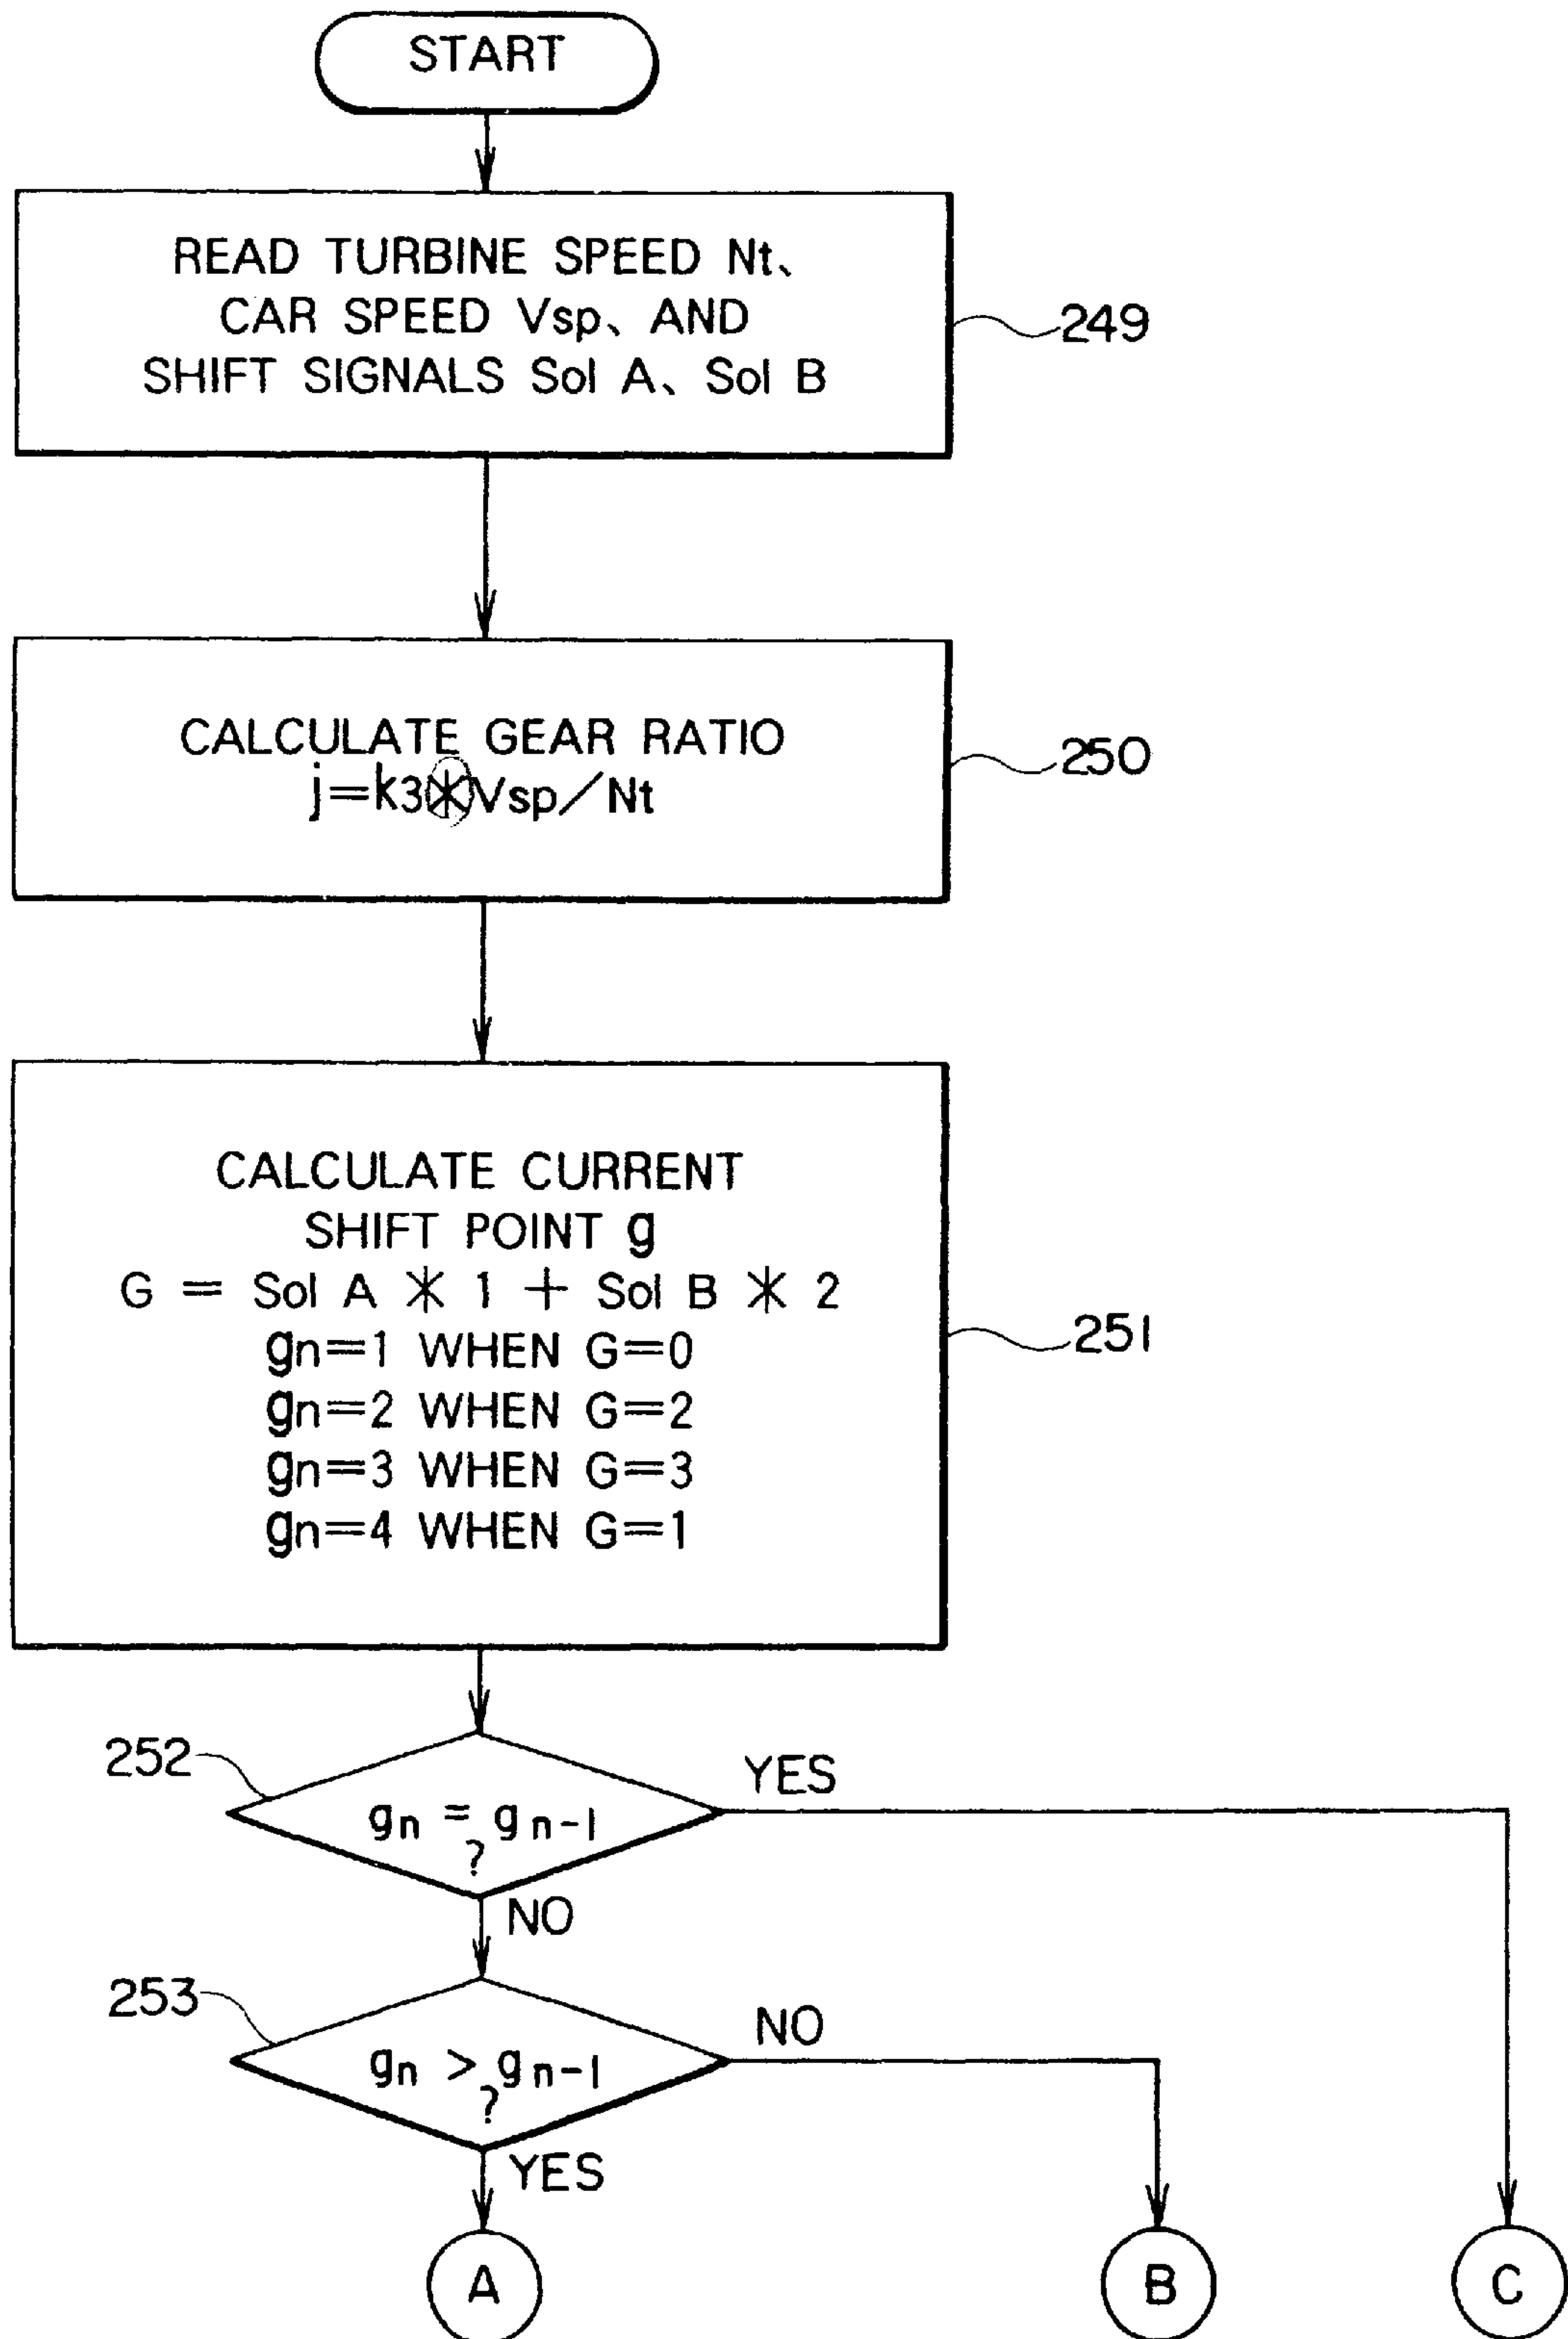 START
READ TURBINE SPEED Nt、
CAR SPEED Vsp、AND
SHIFT SIGNALS Sol A、Sol B
249
CALCULATE GEAR RATIO
j=k3*Vsp/Nt
250
CALCULATE CURRENT
SHIFT POINT g
G = Sol A * 1 + Sol B * 2
gn=1 WHEN G=0
gn=2 WHEN G=2
gn=3 WHEN G=3
gn=4 WHEN G=1
251
252
YES
gn = gn-1
?
NO
253
NO
gn > gn-1
?
YES
A
B
C